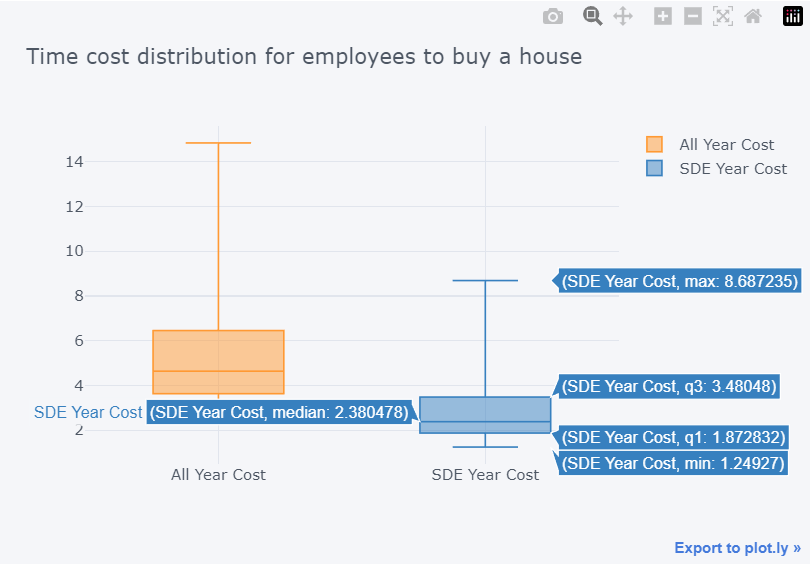 Time cost distribution for employees to buy a house
All Year Cost
SDE Year Cost
14
12
10
8
6
4
2
(SDE Year Cost, max: 8.687235)
(SDE Year Cost, q3: 3.48048)
SDE Year Cost (SDE Year Cost, median: 2.380478)
(SDE Year Cost, q1: 1.872832)
(SDE Year Cost, min: 1.24927)
All Year Cost
SDE Year Cost
Export to plot.ly »